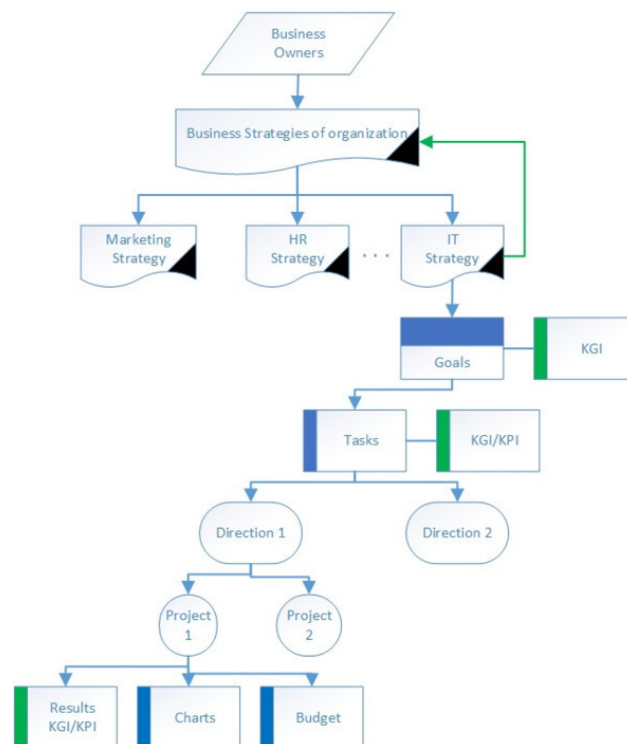 Business
Owners
Business Strategies of organization
Marketing
Strategy
HR
Strategy
...
IT
Strategy
Goals
KGI
Tasks
KGI/KPI
Direction 1
Direction 2
Project
1
Project
2
Results
KGI/KPI
Charts
Budget